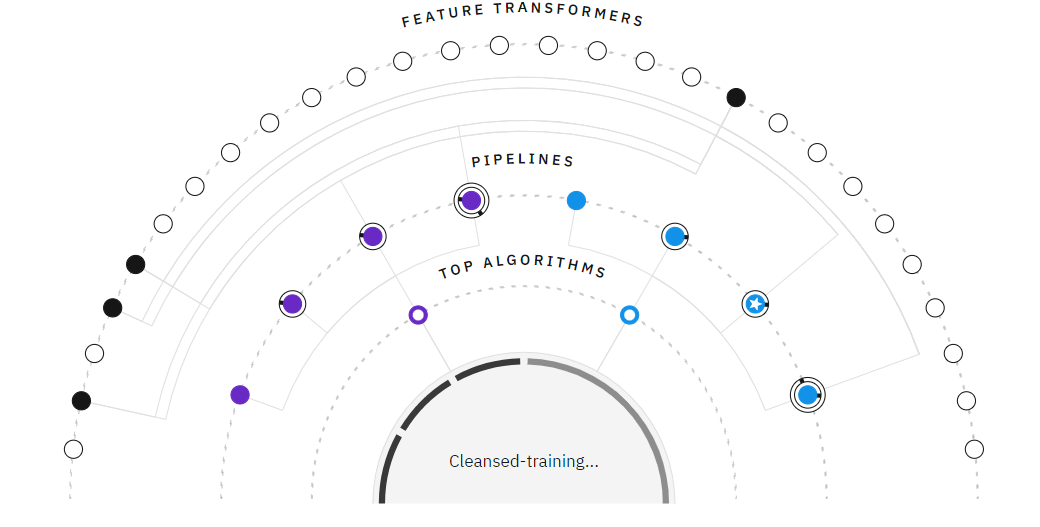 FEATURE TRANSFORMERS
PIPELINES
TOP ALGORITHMS
Cleansed-training...